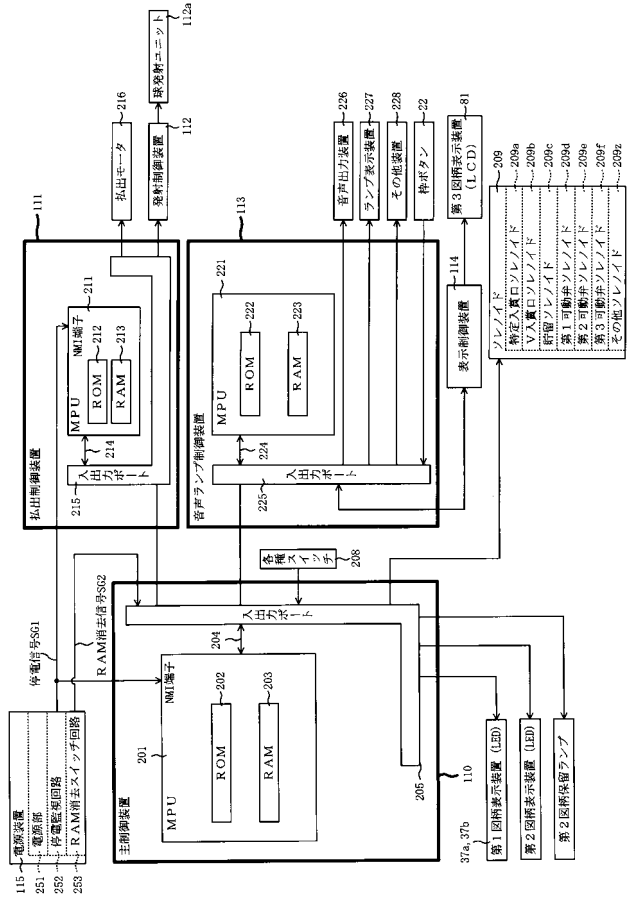 115
電源装置
251
電源部
252
停電監視回路
253
RAM消去スイッチ回路
停電信号SG1
RAM消去信号SG2
111
払出制御装置
211
NMI端子
MPU
212
ROM
213
RAM
214
215
入出力ポート
216
払出モータ
112
発射制御装置
112a
球発射ユニット
113
音声ランプ制御装置
221
MPU
222
ROM
223
RAM
224
225
入出力ポート
226
音声出力装置
227
ランプ表示装置
228
その他装置
22
枠ボタン
114
表示制御装置
81
第3図柄表示装置
(LCD)
208
各種スイッチ
110
主制御装置
201
NMI端子
MPU
202
ROM
203
RAM
204
205
入出力ポート
209
ソレノイド
209a
特定入賞口ソレノイド
209b
V入賞口ソレノイド
209c
貯留ソレノイド
209d
第1可動弁ソレノイド
209e
第2可動弁ソレノイド
209f
第3可動弁ソレノイド
209z
その他ソレノイド
37a, 37b
第1図柄表示装置 (LED)
第2図柄表示装置 (LED)
第2図柄保留ランプ